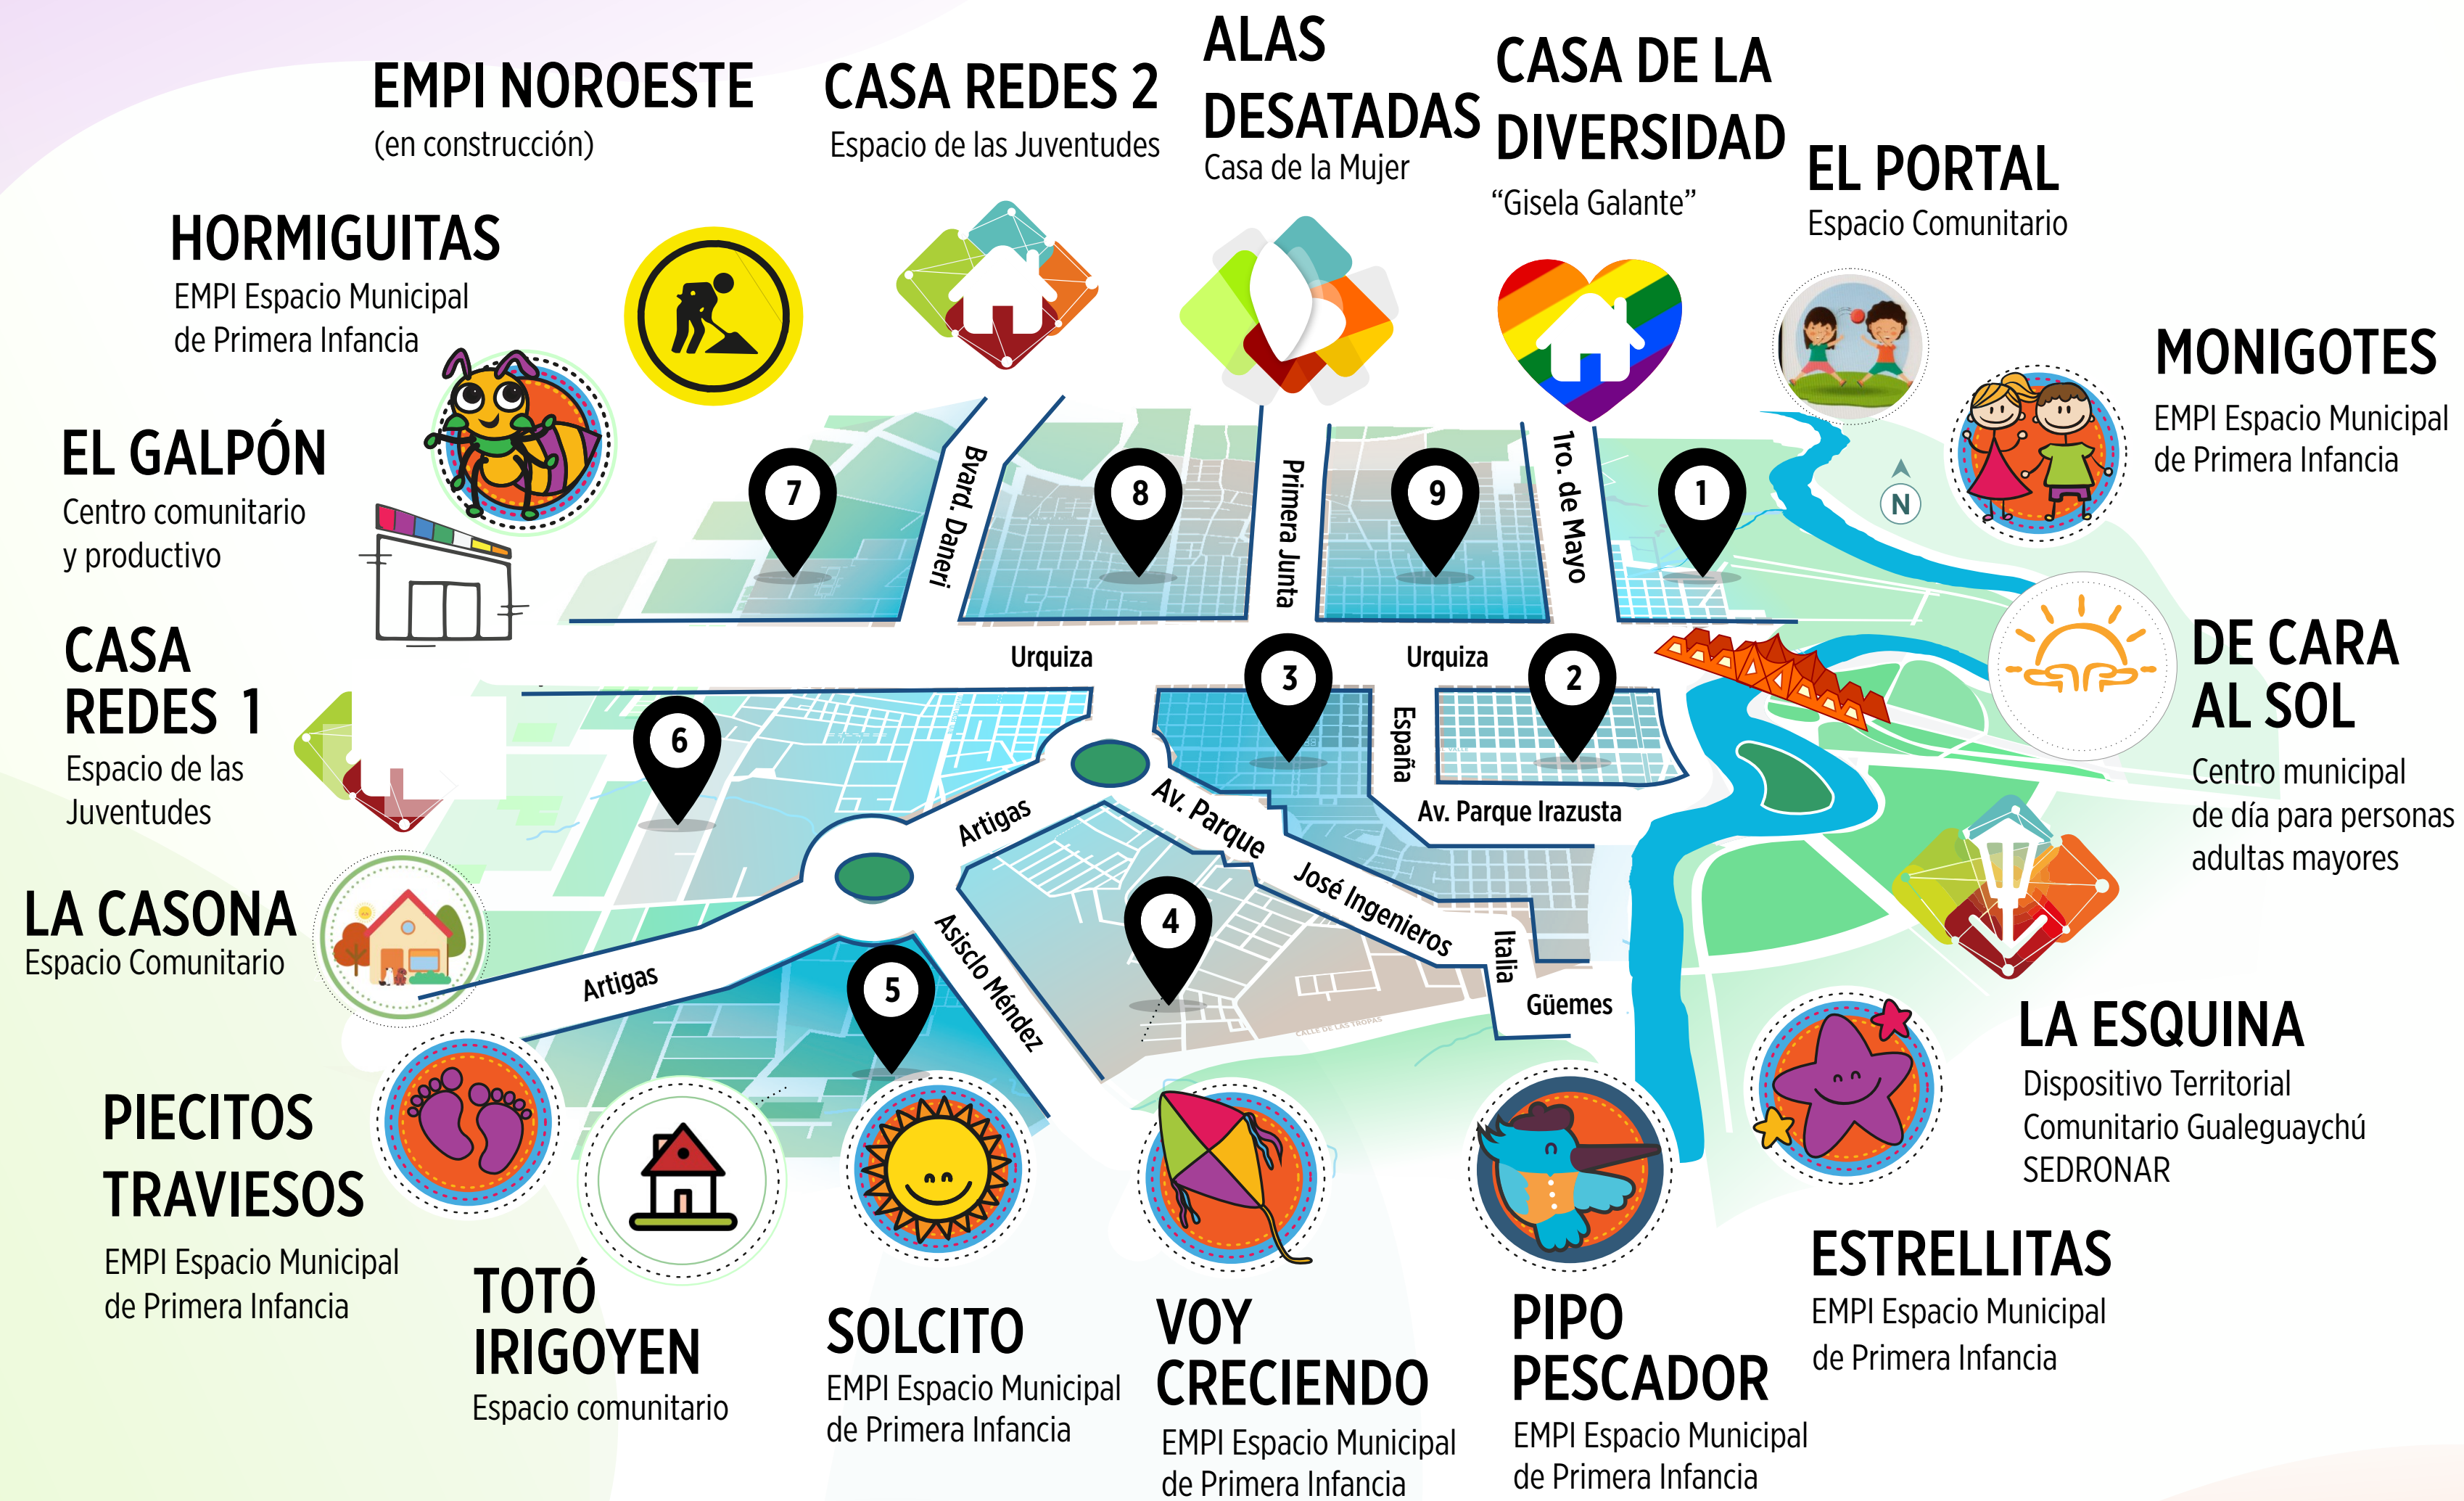 EMPI NOROESTE
(en construcción)
CASA REDES 2
Espacio de las Juventudes
ALAS
DESATADAS
Casa de la Mujer
CASA DE LA
DIVERSIDAD
“Gisela Galante”
EL PORTAL
Espacio Comunitario
HORMIGUITAS
EMPI Espacio Municipal
de Primera Infancia
MONIGOTES
EMPI Espacio Municipal
de Primera Infancia
EL GALPÓN
Centro comunitario
y productivo
CASA
REDES 1
Espacio de las
Juventudes
DE CARA
AL SOL
Centro municipal
de día para personas
adultas mayores
LA CASONA
Espacio Comunitario
7
8
9
1
N
Bvard. Daneri
Primera Junta
1ro. de Mayo
Urquiza
Urquiza
3
2
6
España
Av. Parque Irazusta
Artigas
Av. Parque
José Ingenieros
4
5
Artigas
Asisclo Méndez
Italia
Güemes
CALLE DE LAS TROPAS
LA ESQUINA
Dispositivo Territorial
Comunitario Gualeguaychú
SEDRONAR
PIECITOS
TRAVIESOS
EMPI Espacio Municipal
de Primera Infancia
TOTÓ
IRIGOYEN
Espacio comunitario
SOLCITO
EMPI Espacio Municipal
de Primera Infancia
VOY
CRECIENDO
EMPI Espacio Municipal
de Primera Infancia
PIPO
PESCADOR
EMPI Espacio Municipal
de Primera Infancia
ESTRELLITAS
EMPI Espacio Municipal
de Primera Infancia